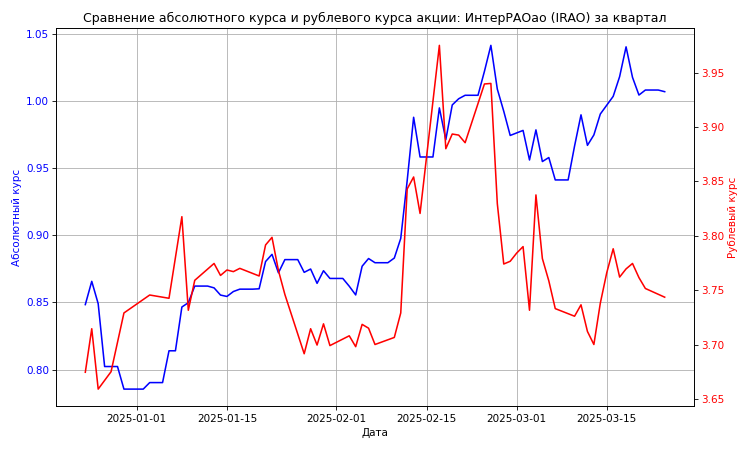 Сравнение абсолютного курса и рублевого курса акции: ИнтерРАОао (IRAO) за квартал
1.05
1.00
0.95
0.90
0.85
0.80
Абсолютный курс
3.95
3.90
3.85
3.80
3.75
3.70
3.65
Рублевый курс
2025-01-01 2025-01-15 2025-02-01 2025-02-15 2025-03-01 2025-03-15
Дата